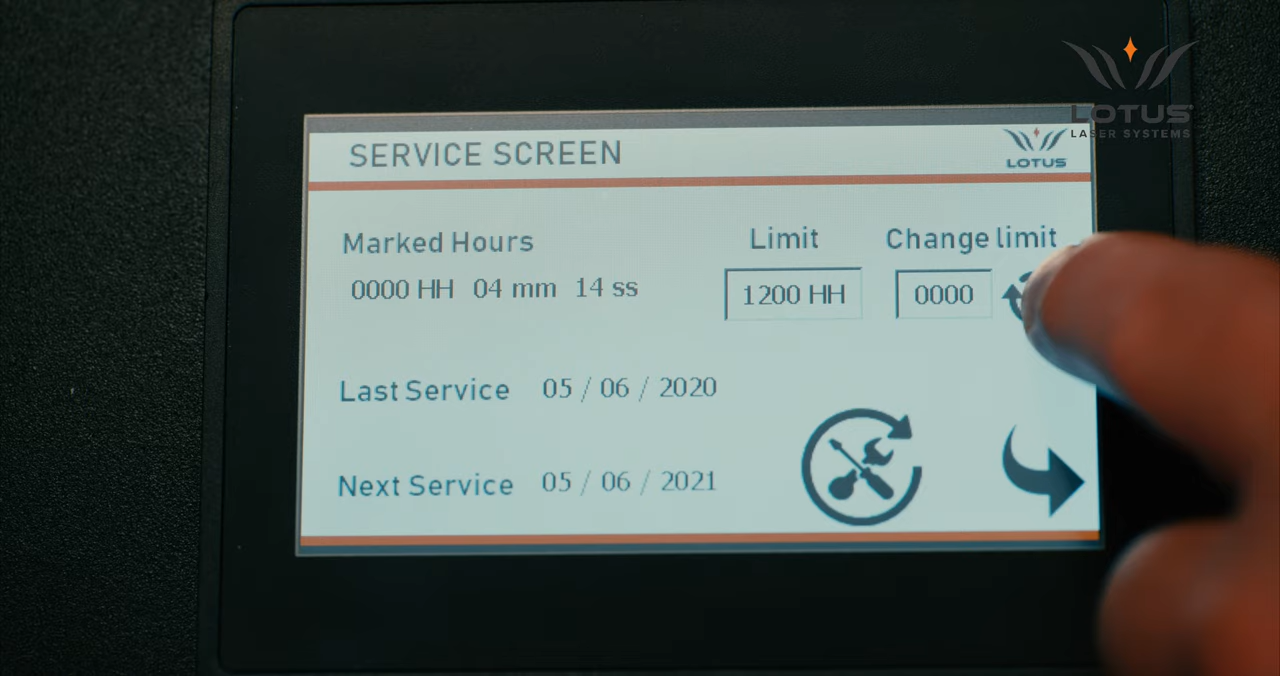 LOTUS
LASER SYSTEMS
SERVICE SCREEN
LOTUS
Marked Hours
Limit
Change limit
0000 HH 04 mm 14 ss
1200 HH
0000
Last Service 05 / 06 / 2020
Next Service 05 / 06 / 2021